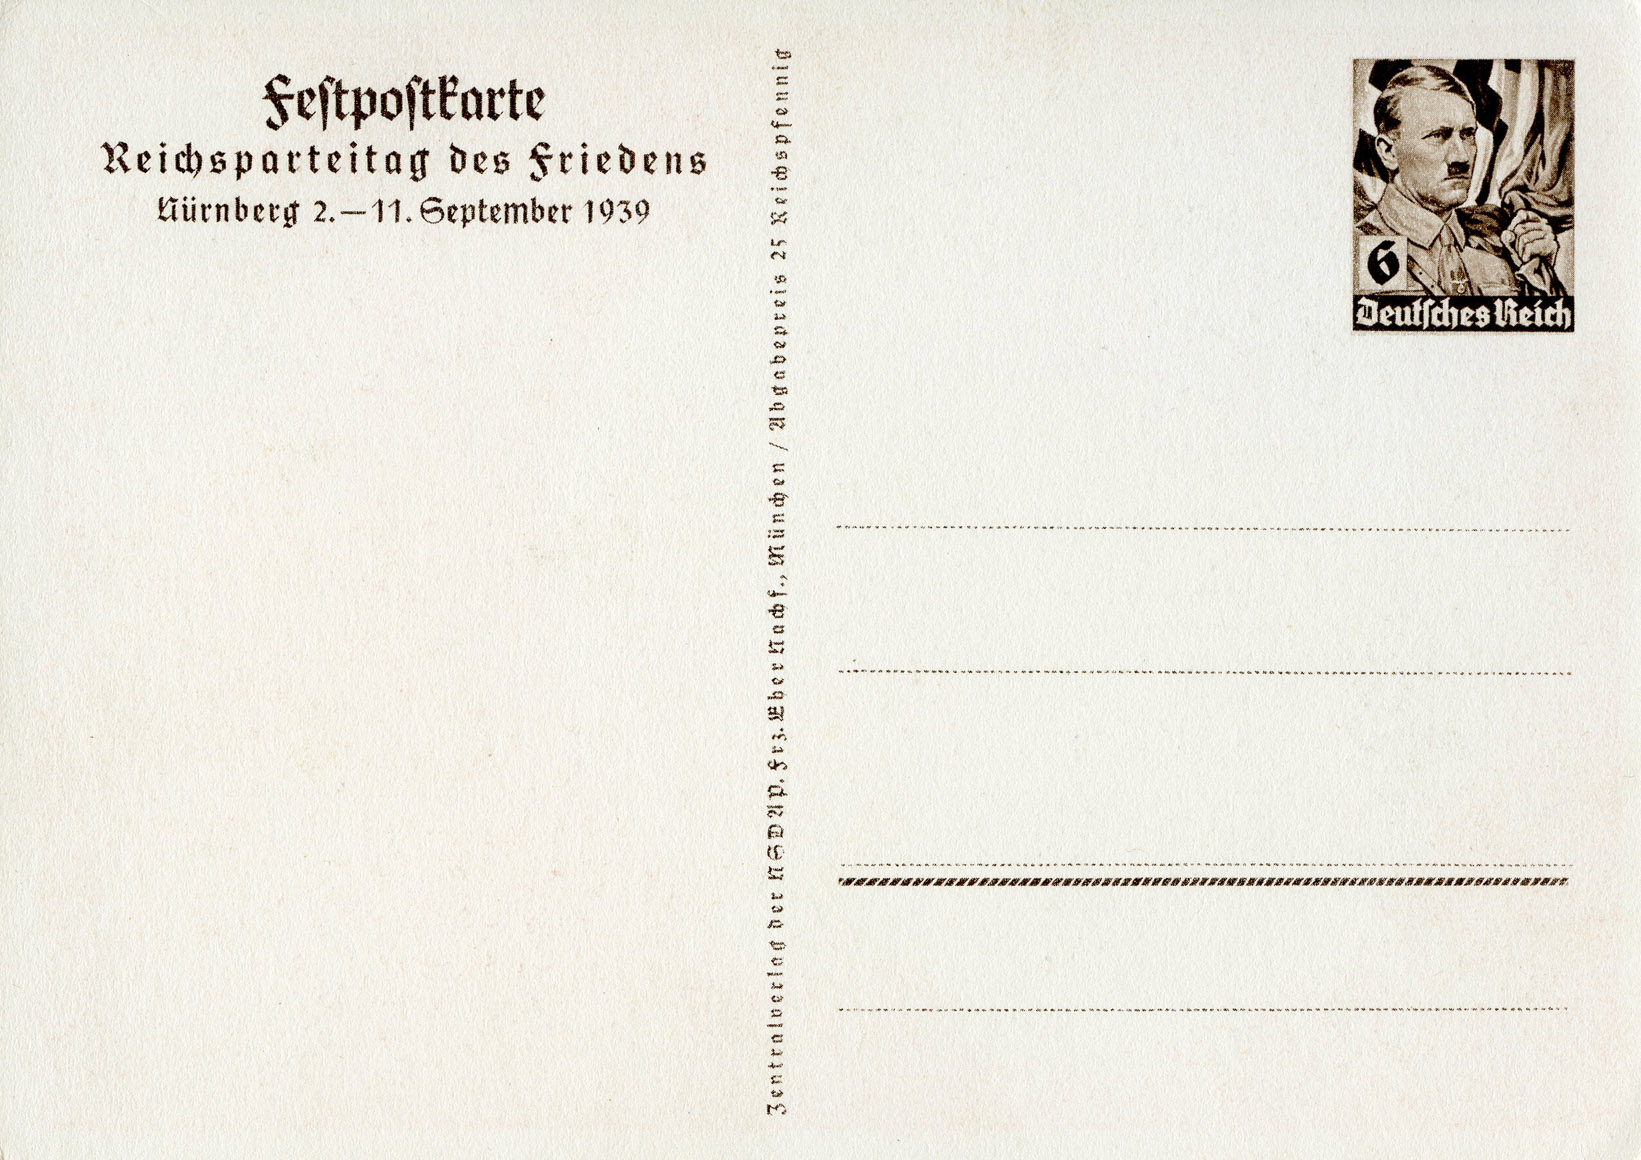 Festpostkarte
Reichsparteitag des Friedens
Nürnberg 2.—11. September 1939
Zentralverlag der NSDAP. Frz. Eher Nachf., München / Abgabepreis 25 Reichspfennig
6
Deutsches Reich